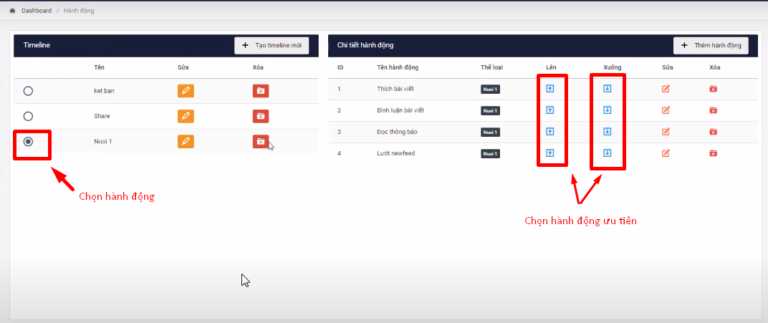 Dashboard / Hành động
Timeline
+ Tạo timeline mới
Tên Sửa Xóa
ket ban
Share
Nuoi 1
Chọn hành động
Chi tiết hành động
+ Thêm hành động
ID Tên hành động Thể loại Lên Xuống Sửa Xóa
1 Thích bài viết Nuoi 1
2 Bình luận bài viết Nuoi 1
3 Đọc thông báo Nuoi 1
4 Lướt newfeed Nuoi 1
Chọn hành động ưu tiên